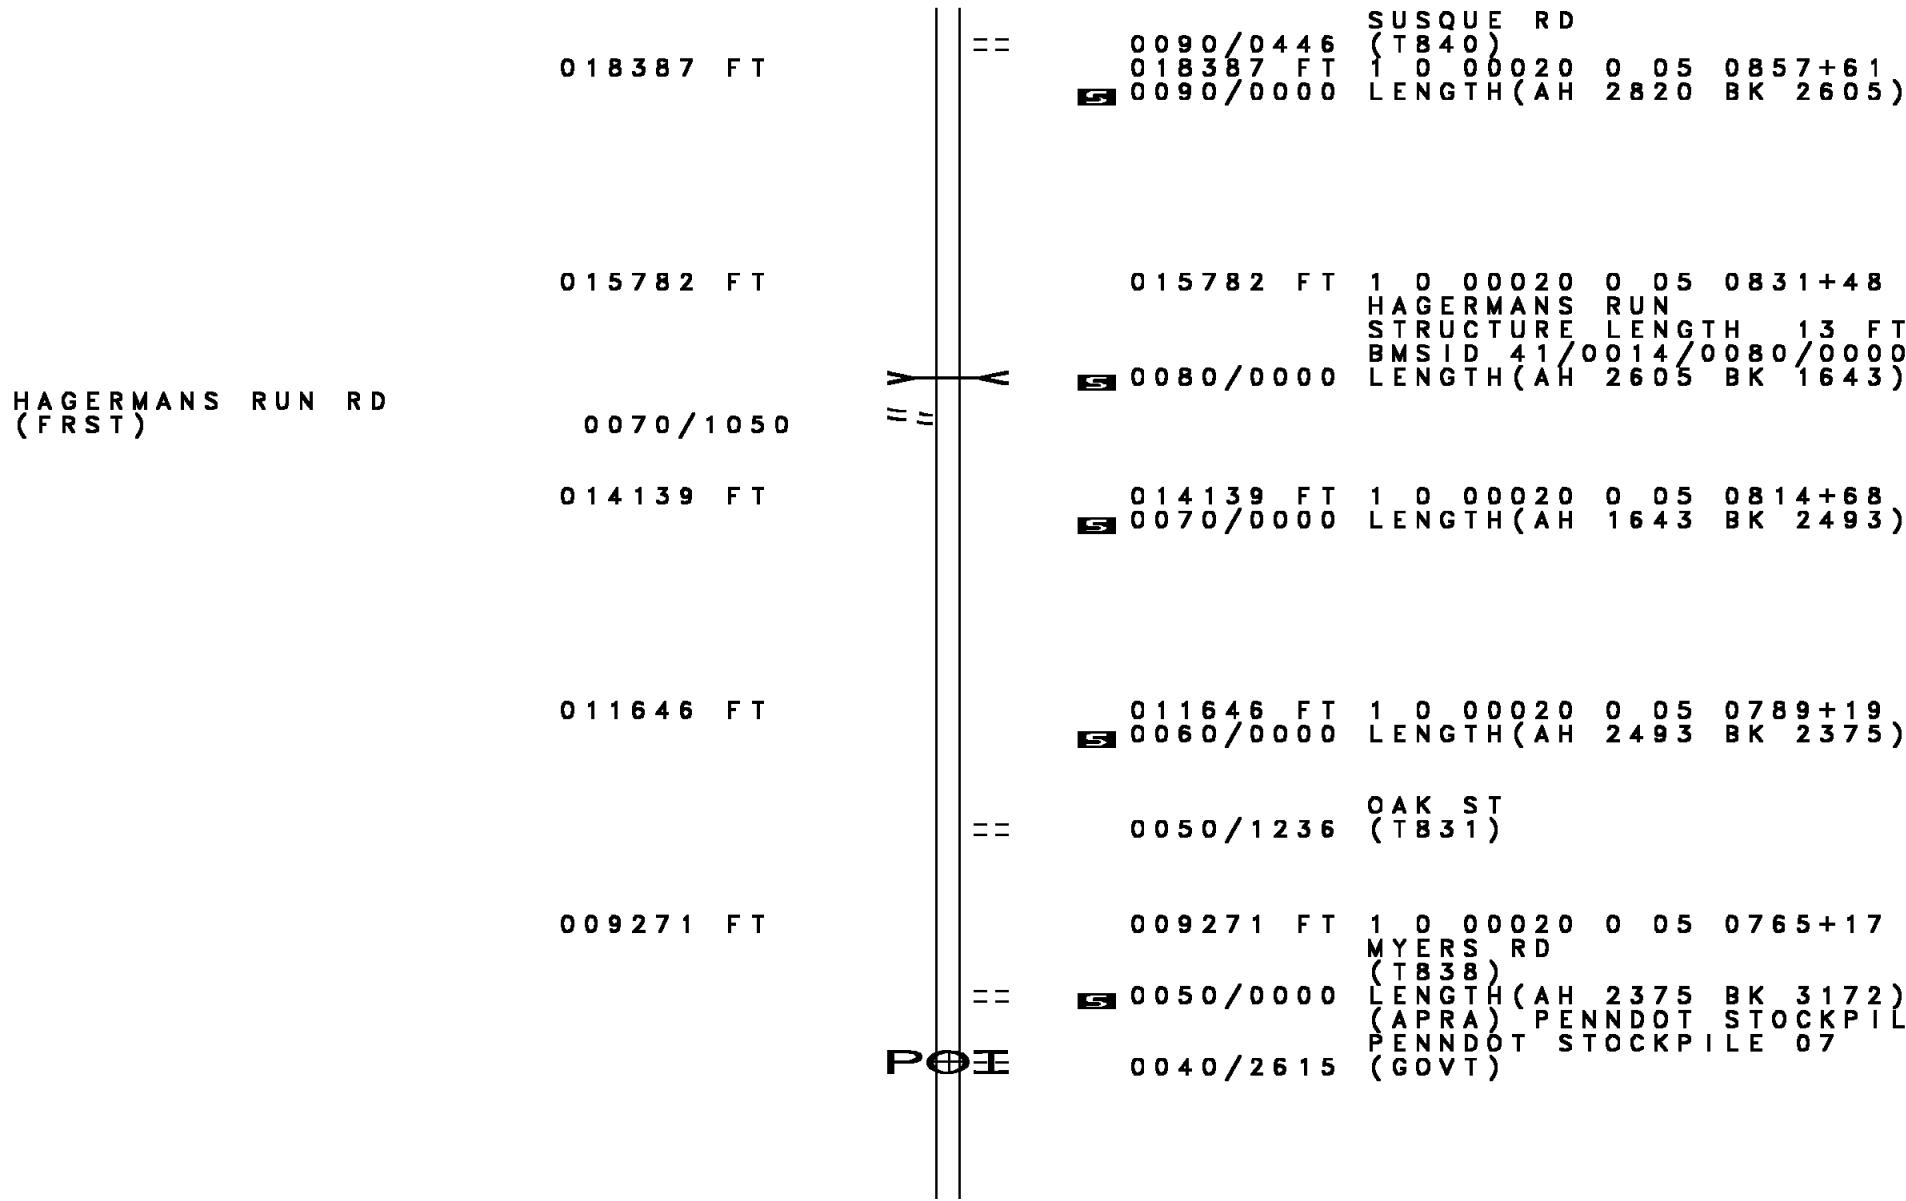 SUSQUE RD
0090/0446 (T840)
018387 FT 018387 FT 1 0 00020 0 05 0857+61
S 0090/0000 LENGTH(AH 2820 BK 2605)
015782 FT 015782 FT 1 0 00020 0 05 0831+48
HAGERMANS RUN
STRUCTURE LENGTH 13 FT
BMSID 41/0014/0080/0000
S 0080/0000 LENGTH(AH 2605 BK 1643)
HAGERMANS RUN RD
(FRST) 0070/1050
014139 FT 014139 FT 1 0 00020 0 05 0814+68
S 0070/0000 LENGTH(AH 1643 BK 2493)
011646 FT 011646 FT 1 0 00020 0 05 0789+19
S 0060/0000 LENGTH(AH 2493 BK 2375)
OAK ST
0050/1236 (T831)
009271 FT 009271 FT 1 0 00020 0 05 0765+17
MYERS RD
(T838)
S 0050/0000 LENGTH(AH 2375 BK 3172)
(APRA) PENNDOT STOCKPIL
PENNDOT STOCKPILE 07
POI 0040/2615 (GOVT)